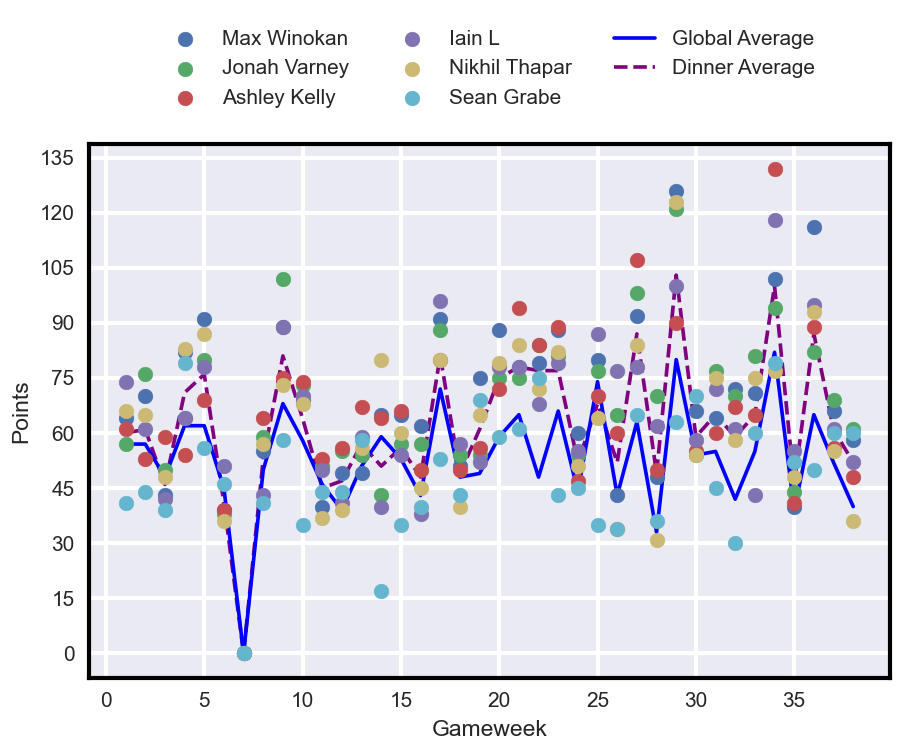 Max Winokan
Jonah Varney
Ashley Kelly
Iain L
Nikhil Thapar
Sean Grabe
Global Average
Dinner Average
135
120
105
90
75
60
45
30
15
0
Points
0 5 10 15 20 25 30 35
Gameweek